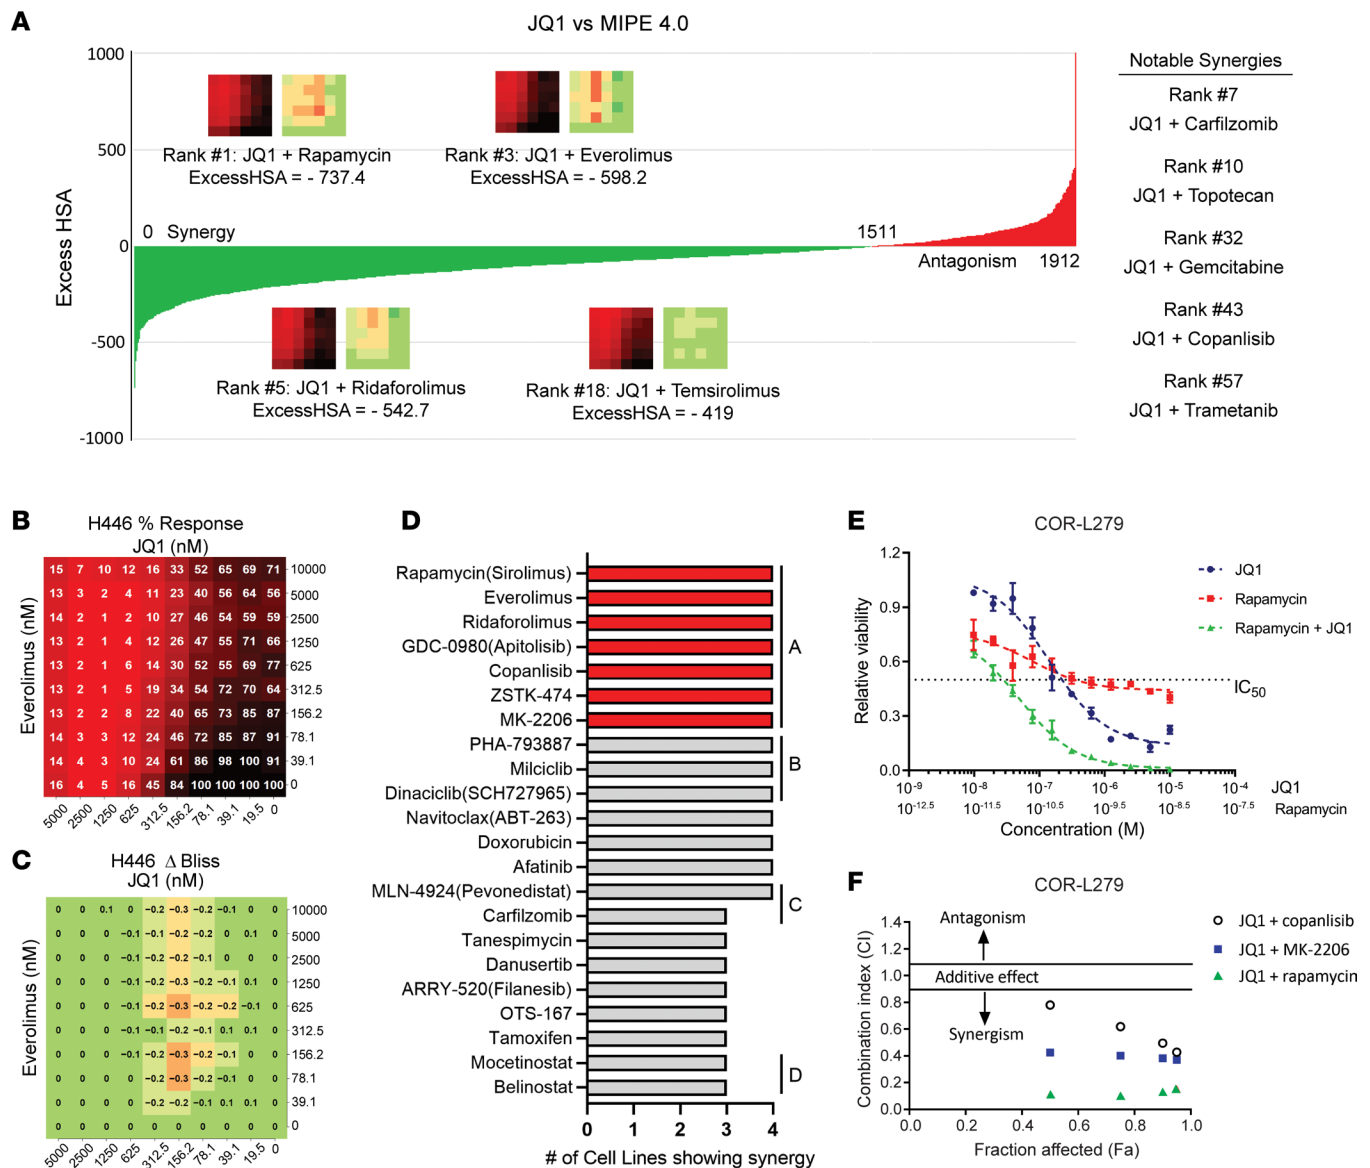 A
JQ1 vs MIPE 4.0
1000
500
0
-500
-1000
Excess HSA
Rank #1: JQ1 + Rapamycin
ExcessHSA = - 737.4
Rank #3: JQ1 + Everolimus
ExcessHSA = - 598.2
0 Synergy
1511
Antagonism 1912
Rank #5: JQ1 + Ridaforolimus
ExcessHSA = - 542.7
Rank #18: JQ1 + Temsirolimus
ExcessHSA = - 419
Notable Synergies
Rank #7
JQ1 + Carfilzomib
Rank #10
JQ1 + Topotecan
Rank #32
JQ1 + Gemcitabine
Rank #43
JQ1 + Copanlisib
Rank #57
JQ1 + Trametanib
B
H446 % Response
JQ1 (nM)
Everolimus (nM)
15 7 10 12 16 33 52 65 69 71 10000
13 3 2 4 11 23 40 56 64 56 5000
14 2 1 2 10 27 46 54 59 59 2500
13 2 1 4 12 26 47 55 71 66 1250
13 2 1 6 14 30 52 55 69 77 625
13 2 1 5 19 34 54 72 70 64 312.5
13 2 2 8 22 40 65 73 85 87 156.2
14 3 3 12 24 46 72 85 87 91 78.1
14 4 3 10 24 61 86 98 100 91 39.1
16 4 5 16 45 84 100 100 100 100 0
5000 2500 1250 625 312.5 156.2 78.1 39.1 19.5 0
C
H446 Δ Bliss
JQ1 (nM)
Everolimus (nM)
0 0 0.1 0 −0.2 −0.3 −0.2 −0.1 0 0 10000
0 0 0 −0.1 −0.1 −0.2 −0.2 0 0.1 0 5000
0 0 0 0 −0.1 −0.2 −0.2 0 0 0 2500
0 0 0 0 −0.1 −0.2 −0.2 −0.1 0 0 1250
0 0 0 −0.1 −0.2 −0.3 −0.2 −0.2 −0.1 0 625
0 0 0 −0.1 −0.1 −0.2 −0.1 0.1 0.1 0 312.5
0 0 0 −0.1 −0.2 −0.3 −0.2 −0.1 0 0 156.2
0 0 0 0 −0.2 −0.3 −0.2 −0.1 0 0 78.1
0 0 0 0 −0.2 −0.2 −0.1 0.1 0.1 0 39.1
0 0 0 0 0 0 0 0 0 0 0
5000 2500 1250 625 312.5 156.2 78.1 39.1 19.5 0
D
Rapamycin(Sirolimus)
Everolimus
Ridaforolimus
GDC-0980(Apitolisib)
Copanlisib
ZSTK-474
MK-2206
PHA-793887
Milciclib
Dinaciclib(SCH727965)
Navitoclax(ABT-263)
Doxorubicin
Afatinib
MLN-4924(Pevonedistat)
Carfilzomib
Tanespimycin
Danusertib
ARRY-520(Filanesib)
OTS-167
Tamoxifen
Mocetinostat
Belinostat
A
B
C
D
0 1 2 3 4
# of Cell Lines showing synergy
E
COR-L279
Relative viability
1.2
0.9
0.6
0.3
0.0
IC50
JQ1
Rapamycin
Rapamycin + JQ1
10-9 10-8 10-7 10-6 10-5 10-4 JQ1
10-12.5 10-11.5 10-10.5 10-9.5 10-8.5 10-7.5 Rapamycin
Concentration (M)
F
COR-L279
Combination index (CI)
1.4
1.2
1.0
0.8
0.6
0.4
0.2
0.0
Antagonism
Additive effect
Synergism
JQ1 + copanlisib
JQ1 + MK-2206
JQ1 + rapamycin
0.0 0.2 0.4 0.6 0.8 1.0
Fraction affected (Fa)